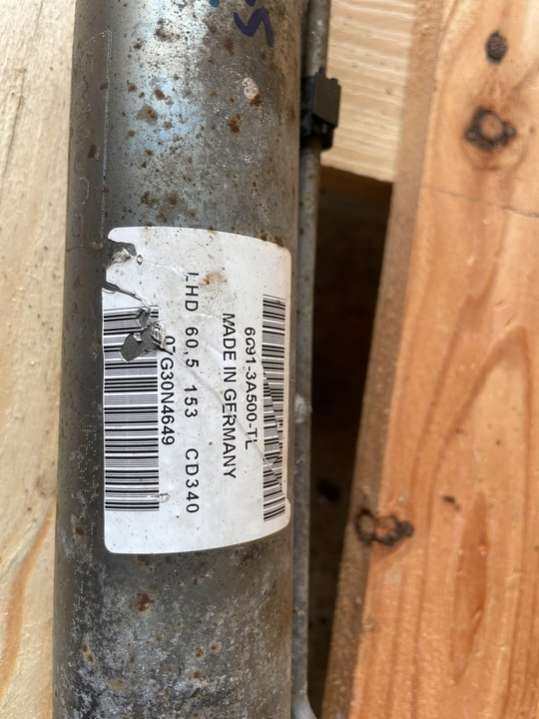 6G91-3A500-TL
MADE IN GERMANY
LHD 60,5 153 CD340
07G30N4649